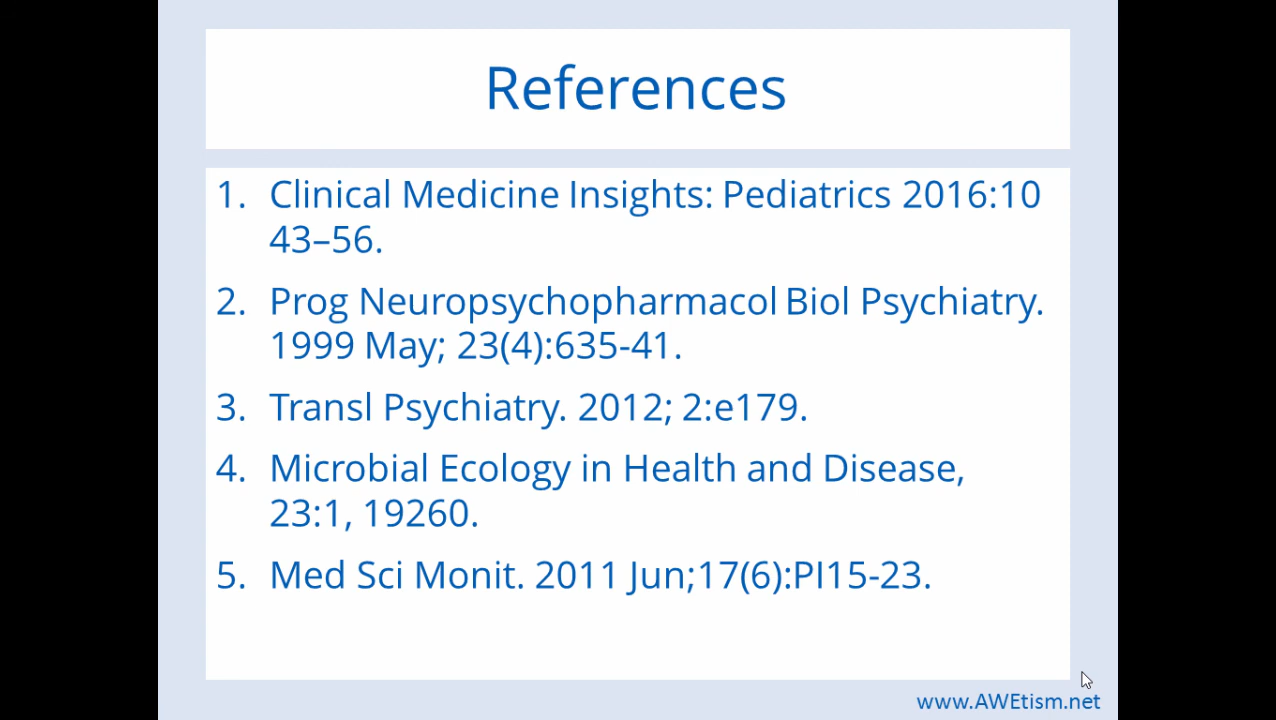 References
1. Clinical Medicine Insights: Pediatrics 2016:10
43–56.
2. Prog Neuropsychopharmacol Biol Psychiatry.
1999 May; 23(4):635-41.
3. Transl Psychiatry. 2012; 2:e179.
4. Microbial Ecology in Health and Disease,
23:1, 19260.
5. Med Sci Monit. 2011 Jun;17(6):PI15-23.
www.AWEtism.net